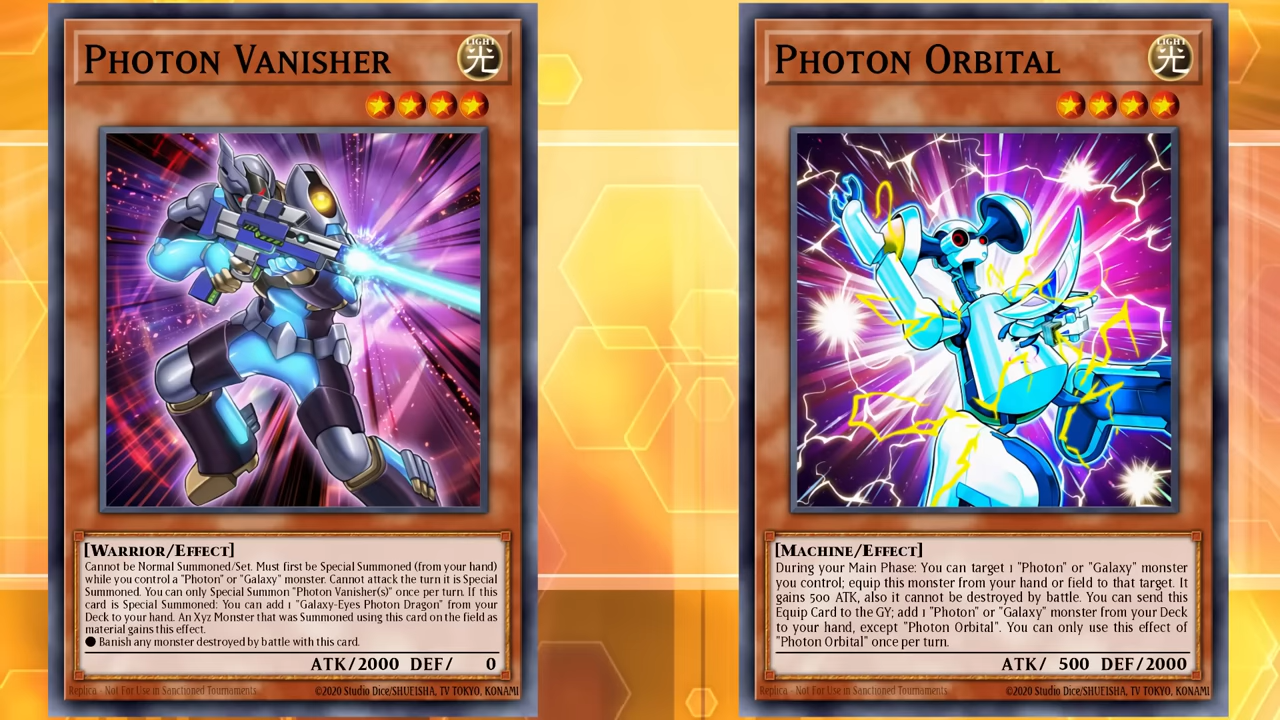 PHOTON VANISHER
LIGHT
光
[WARRIOR/EFFECT]
Cannot be Normal Summoned/Set. Must first be Special Summoned (from your hand)
while you control a "Photon" or "Galaxy" monster. Cannot attack the turn it is Special
Summoned. You can only Special Summon "Photon Vanisher(s)" once per turn. If this
card is Special Summoned: You can add 1 "Galaxy-Eyes Photon Dragon" from your
Deck to your hand. An Xyz Monster that was Summoned using this card on the field as
material gains this effect.
● Banish any monster destroyed by battle with this card.
ATK/2000 DEF/ 0
Replica - Not For Use in Sanctioned Tournaments
©2020 Studio Dice/SHUEISHA, TV TOKYO, KONAMI
PHOTON ORBITAL
LIGHT
光
[MACHINE/EFFECT]
During your Main Phase: You can target 1 "Photon" or "Galaxy" monster
you control; equip this monster from your hand or field to that target. It
gains 500 ATK, also it cannot be destroyed by battle. You can send this
Equip Card to the GY; add 1 "Photon" or "Galaxy" monster from your Deck
to your hand, except "Photon Orbital". You can only use this effect of
"Photon Orbital" once per turn.
ATK/ 500 DEF/2000
Replica - Not For Use in Sanctioned Tournaments
©2020 Studio Dice/SHUEISHA, TV TOKYO, KONAMI